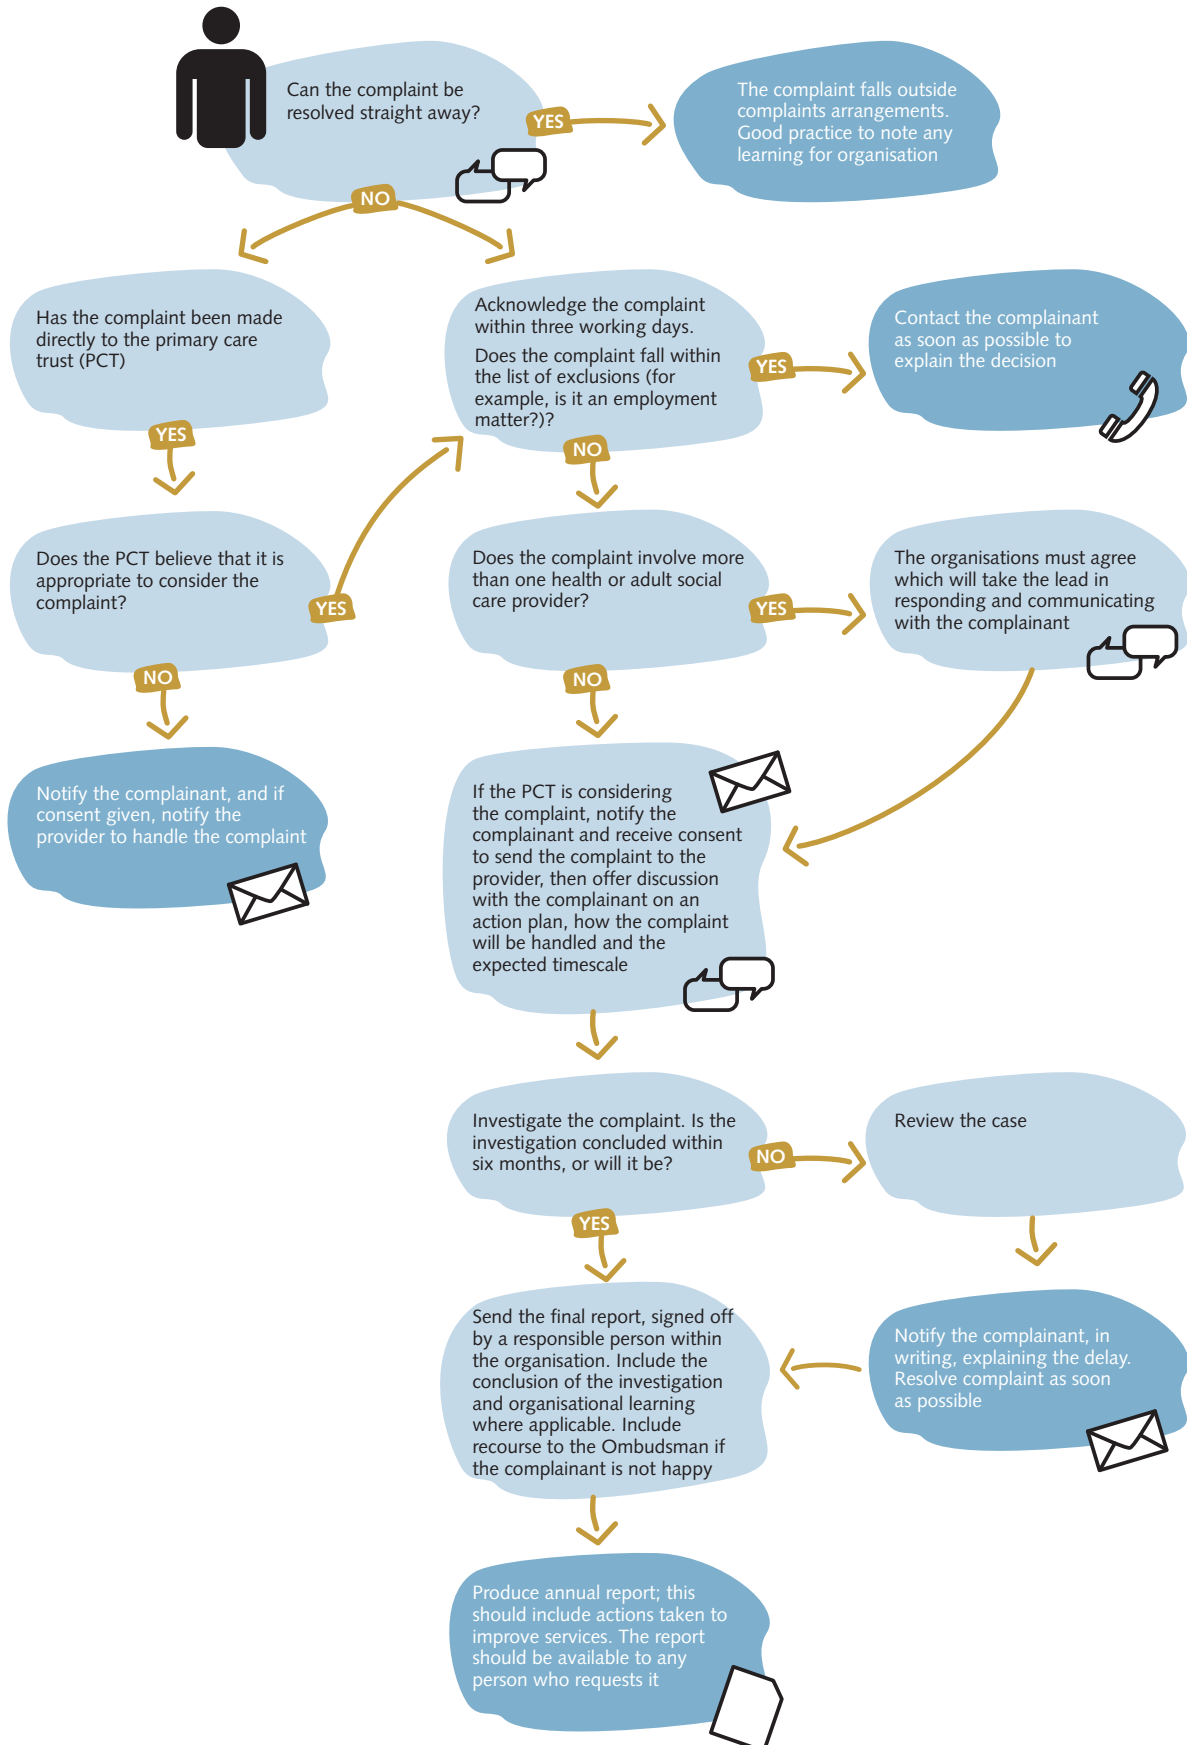 Can the complaint be
resolved straight away?
YES
The complaint falls outside
complaints arrangements.
Good practice to note any
learning for organisation
NO
Has the complaint been made
directly to the primary care
trust (PCT)
YES
Acknowledge the complaint
within three working days.
Does the complaint fall within
the list of exclusions (for
example, is it an employment
matter?)?
YES
Contact the complainant
as soon as possible to
explain the decision
NO
Does the PCT believe that it is
appropriate to consider the
complaint?
YES
NO
Does the complaint involve more
than one health or adult social
care provider?
YES
The organisations must agree
which will take the lead in
responding and communicating
with the complainant
NO
Notify the complainant, and if
consent given, notify the
provider to handle the complaint
If the PCT is considering
the complaint, notify the
complainant and receive consent
to send the complaint to the
provider, then offer discussion
with the complainant on an
action plan, how the complaint
will be handled and the
expected timescale
Investigate the complaint. Is the
investigation concluded within
six months, or will it be?
NO
Review the case
YES
Send the final report, signed off
by a responsible person within
the organisation. Include the
conclusion of the investigation
and organisational learning
where applicable. Include
recourse to the Ombudsman if
the complainant is not happy
Notify the complainant, in
writing, explaining the delay.
Resolve complaint as soon
as possible
Produce annual report; this
should include actions taken to
improve services. The report
should be available to any
person who requests it